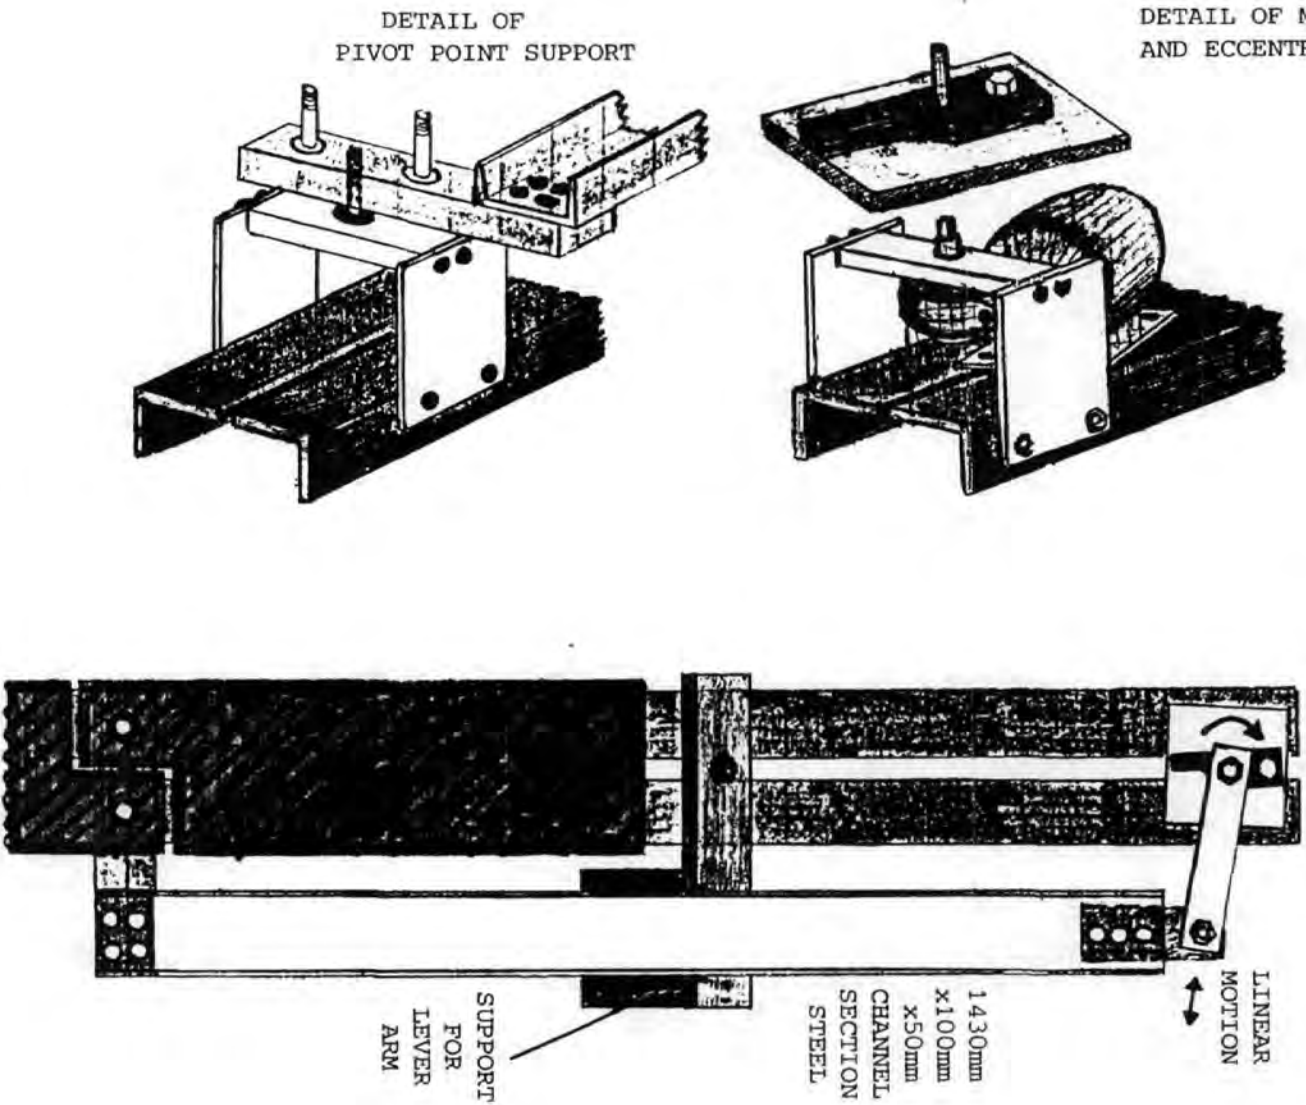 DETAIL OF
PIVOT POINT SUPPORT
DETAIL OF
AND
SUPPORT
FOR
LEVER
ARM
1430mm
x100mm
x50mm
CHANNEL
SECTION
STEEL
LINEAR
MOTION